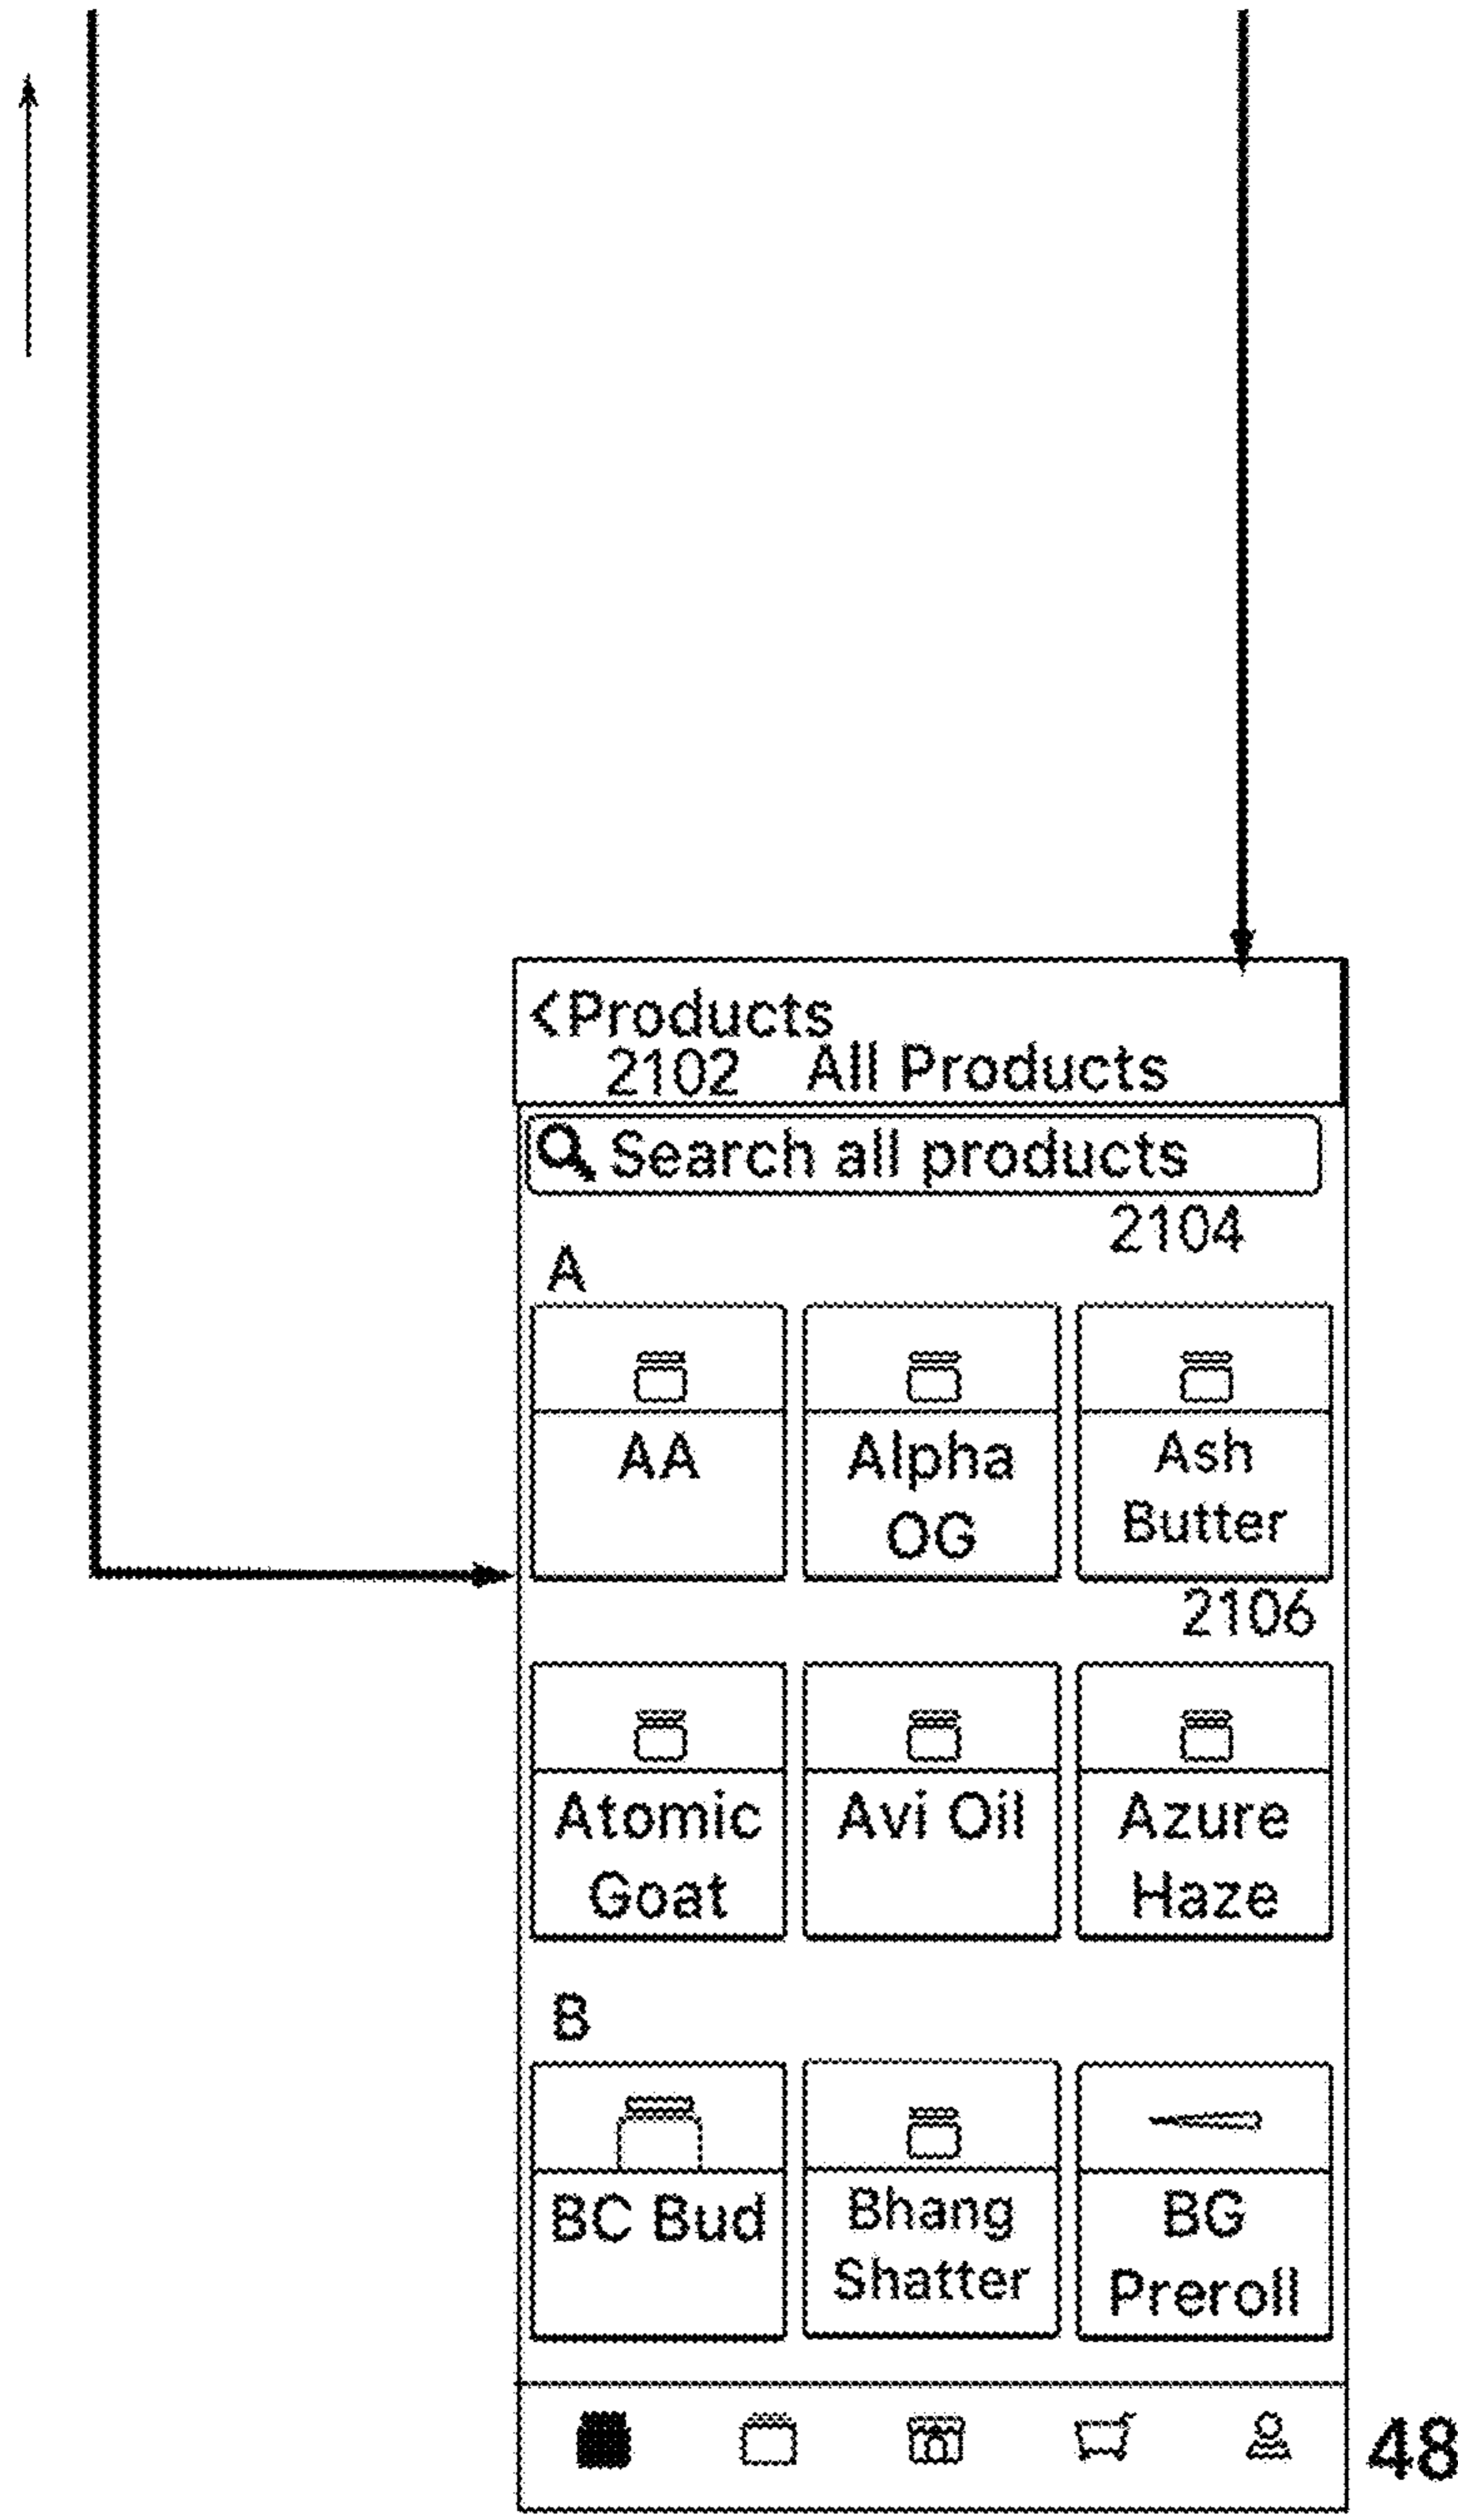 <Products
2102 All Products
Search all products
2104
A
AA
Alpha
OG
Ash
Butter
2106
Atomic
Goat
Avi Oil
Azure
Haze
B
BC Bud
Bhang
Shatter
BG
Preroll
48